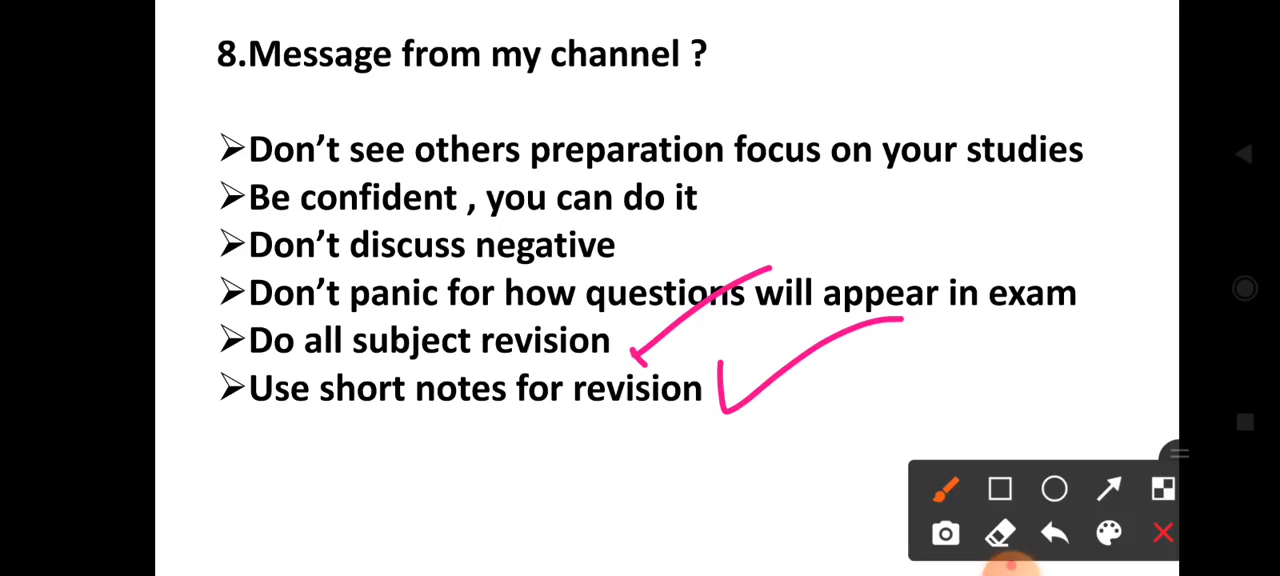 8.Message from my channel ?
➢Don't see others preparation focus on your studies
➢Be confident , you can do it
➢Don't discuss negative
➢Don't panic for how questions will appear in exam
➢Do all subject revision
➢Use short notes for revision